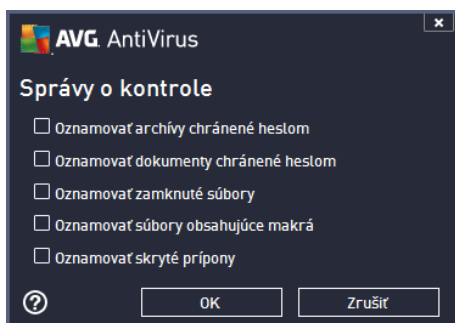 AVG AntiVirus
Správy o kontrole
Oznamovať archívy chránené heslom
Oznamovať dokumenty chránené heslom
Oznamovať zamknuté súbory
Oznamovať súbory obsahujúce makrá
Oznamovať skryté prípony
OK Zrušiť